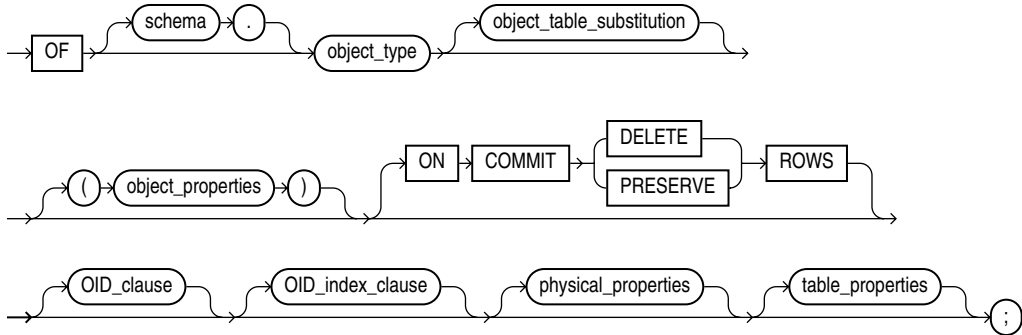 schema . object_table_substitution
OF object_type
DELETE
ON COMMIT ROWS
( object_properties ) PRESERVE
OID_clause OID_index_clause physical_properties table_properties
;